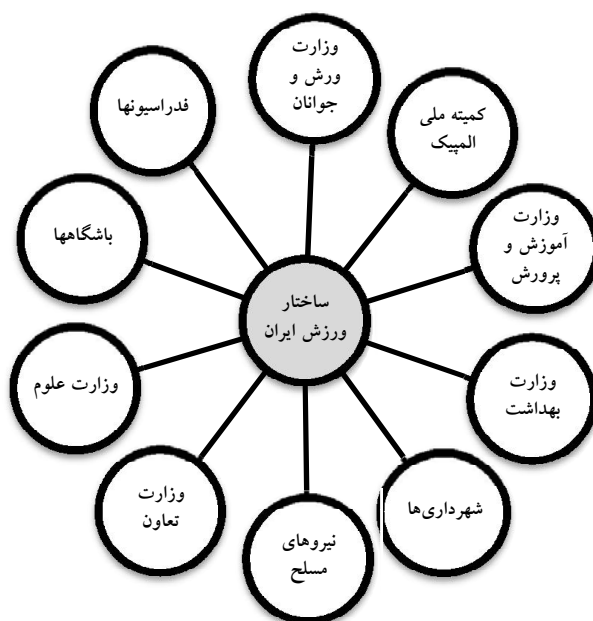 وزارت
ورش و
جوانان
کمیته ملی
المپیک
وزارت
آموزش و
پرورش
وزارت
بهداشت
شهرداری‌ها
نیروهای
مسلح
وزارت
تعاون
وزارت علوم
باشگاهها
فدراسیونها
ساختار
ورزش ایران